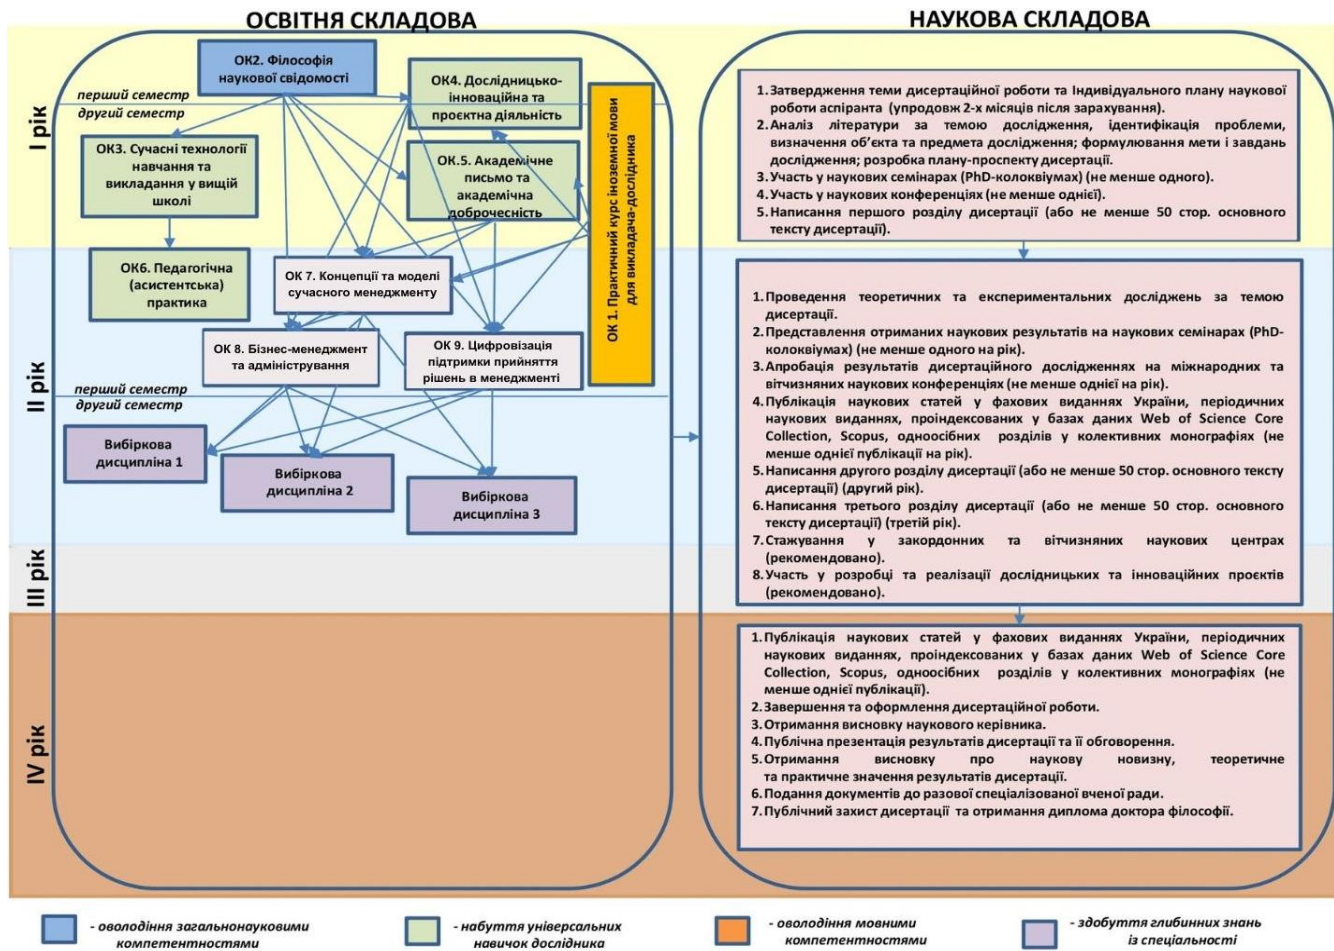 ОСВІТНЯ СКЛАДОВА
НАУКОВА СКЛАДОВА
І рік
перший семестр
другий семестр
ОК2. Філософія
наукової свідомості
ОК4. Дослідницько-
інноваційна та
проєктна діяльність
ОК3. Сучасні технології
навчання та
викладання у вищій
школі
ОК.5. Академічне
письмо та
академічна
доброчесність
ОК 1. Практичний курс іноземної мови
для викладача-дослідника
ІІ рік
ОК6. Педагогічна
(асистентська)
практика
ОК 7. Концепції та моделі
сучасного менеджменту
ОК 8. Бізнес-менеджмент
та адміністрування
ОК 9. Цифровізація
підтримки прийняття
рішень в менеджменті
перший семестр
другий семестр
Вибіркова
дисципліна 1
Вибіркова
дисципліна 2
Вибіркова
дисципліна 3
ІІІ рік
IV рік
1. Затвердження теми дисертаційної роботи та Індивідуального плану наукової
роботи аспіранта (упродовж 2-х місяців після зарахування).
2. Аналіз літератури за темою дослідження, ідентифікація проблеми,
визначення об’єкта та предмета дослідження; формулювання мети і завдань
дослідження; розробка плану-проспекту дисертації.
3. Участь у наукових семінарах (PhD-колоквіумах) (не менше одного).
4. Участь у наукових конференціях (не менше однієї).
5. Написання першого розділу дисертації (або не менше 50 стор. основного
тексту дисертації).
1. Проведення теоретичних та експериментальних досліджень за темою
дисертації.
2. Представлення отриманих наукових результатів на наукових семінарах (PhD-
колоквіумах) (не менше одного на рік).
3. Апробація результатів дисертаційного дослідженнях на міжнародних та
вітчизняних наукових конференціях (не менше однієї на рік).
4. Публікація наукових статей у фахових виданнях України, періодичних
наукових виданнях, проіндексованих у базах даних Web of Science Core
Collection, Scopus, одноосібних розділів у колективних монографіях (не
менше однієї публікації на рік).
5. Написання другого розділу дисертації (або не менше 50 стор. основного тексту
дисертації) (другий рік).
6. Написання третього розділу дисертації (або не менше 50 стор. основного
тексту дисертації) (третій рік).
7. Стажування у закордонних та вітчизняних наукових центрах
(рекомендовано).
8. Участь у розробці та реалізації дослідницьких та інноваційних проєктів
(рекомендовано).
1. Публікація наукових статей у фахових виданнях України, періодичних
наукових виданнях, проіндексованих у базах даних Web of Science Core
Collection, Scopus, одноосібних розділів у колективних монографіях (не
менше однієї публікації).
2. Завершення та оформлення дисертаційної роботи.
3. Отримання висновку наукового керівника.
4. Публічна презентація результатів дисертації та її обговорення.
5. Отримання висновку про наукову новизну, теоретичне
та практичне значення результатів дисертації.
6. Подання документів до разової спеціалізованої вченої ради.
7. Публічний захист дисертації та отримання диплома доктора філософії.
- оволодіння загальнонауковими
компетентностями
- набуття універсальних
навичок дослідника
- оволодіння мовними
компетентностями
- здобуття глибинних знань
із спеціальності